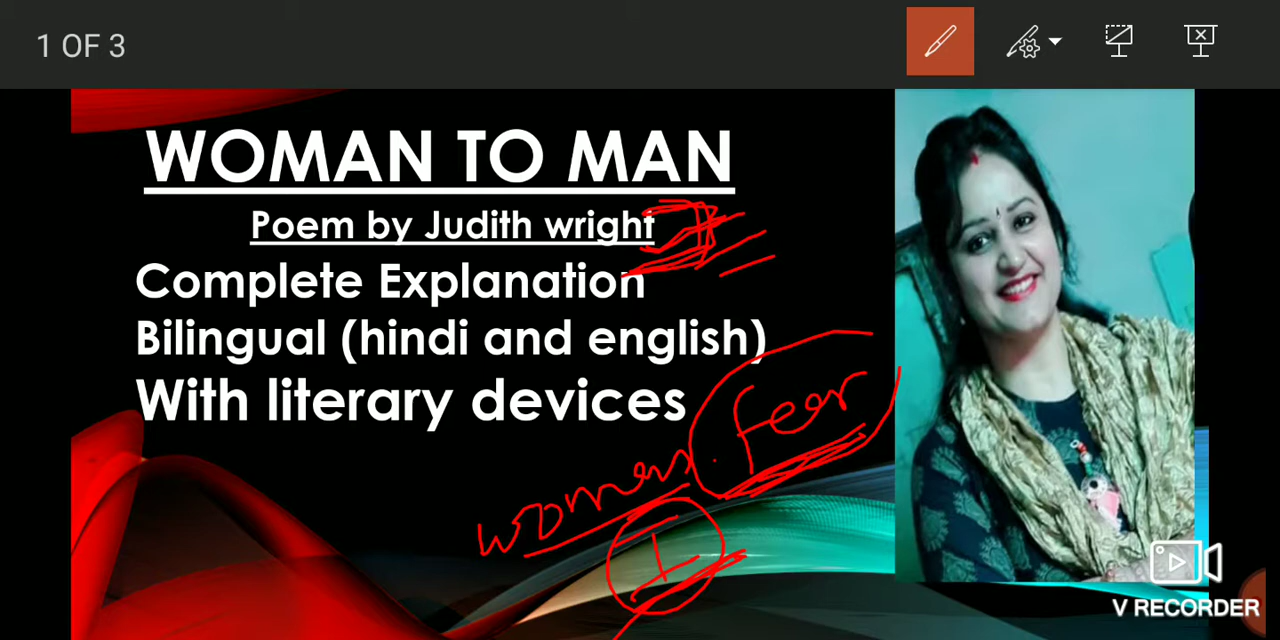 1 OF 3
WOMAN TO MAN
Poem by Judith wright
Complete Explanation
Bilingual (hindi and english)
With literary devices
fear
women
I
V RECORDER